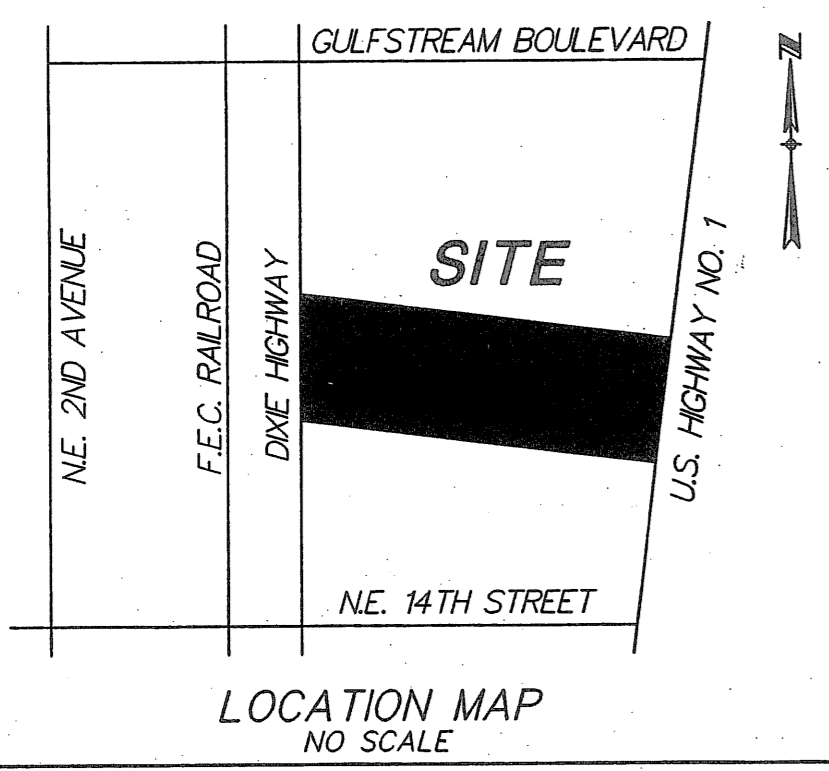 GULFSTREAM BOULEVARD
N
SITE
N.E. 2ND AVENUE
F.E.C. RAILROAD
DIXIE HIGHWAY
U.S. HIGHWAY NO. 1
N.E. 14TH STREET
LOCATION MAP
NO SCALE